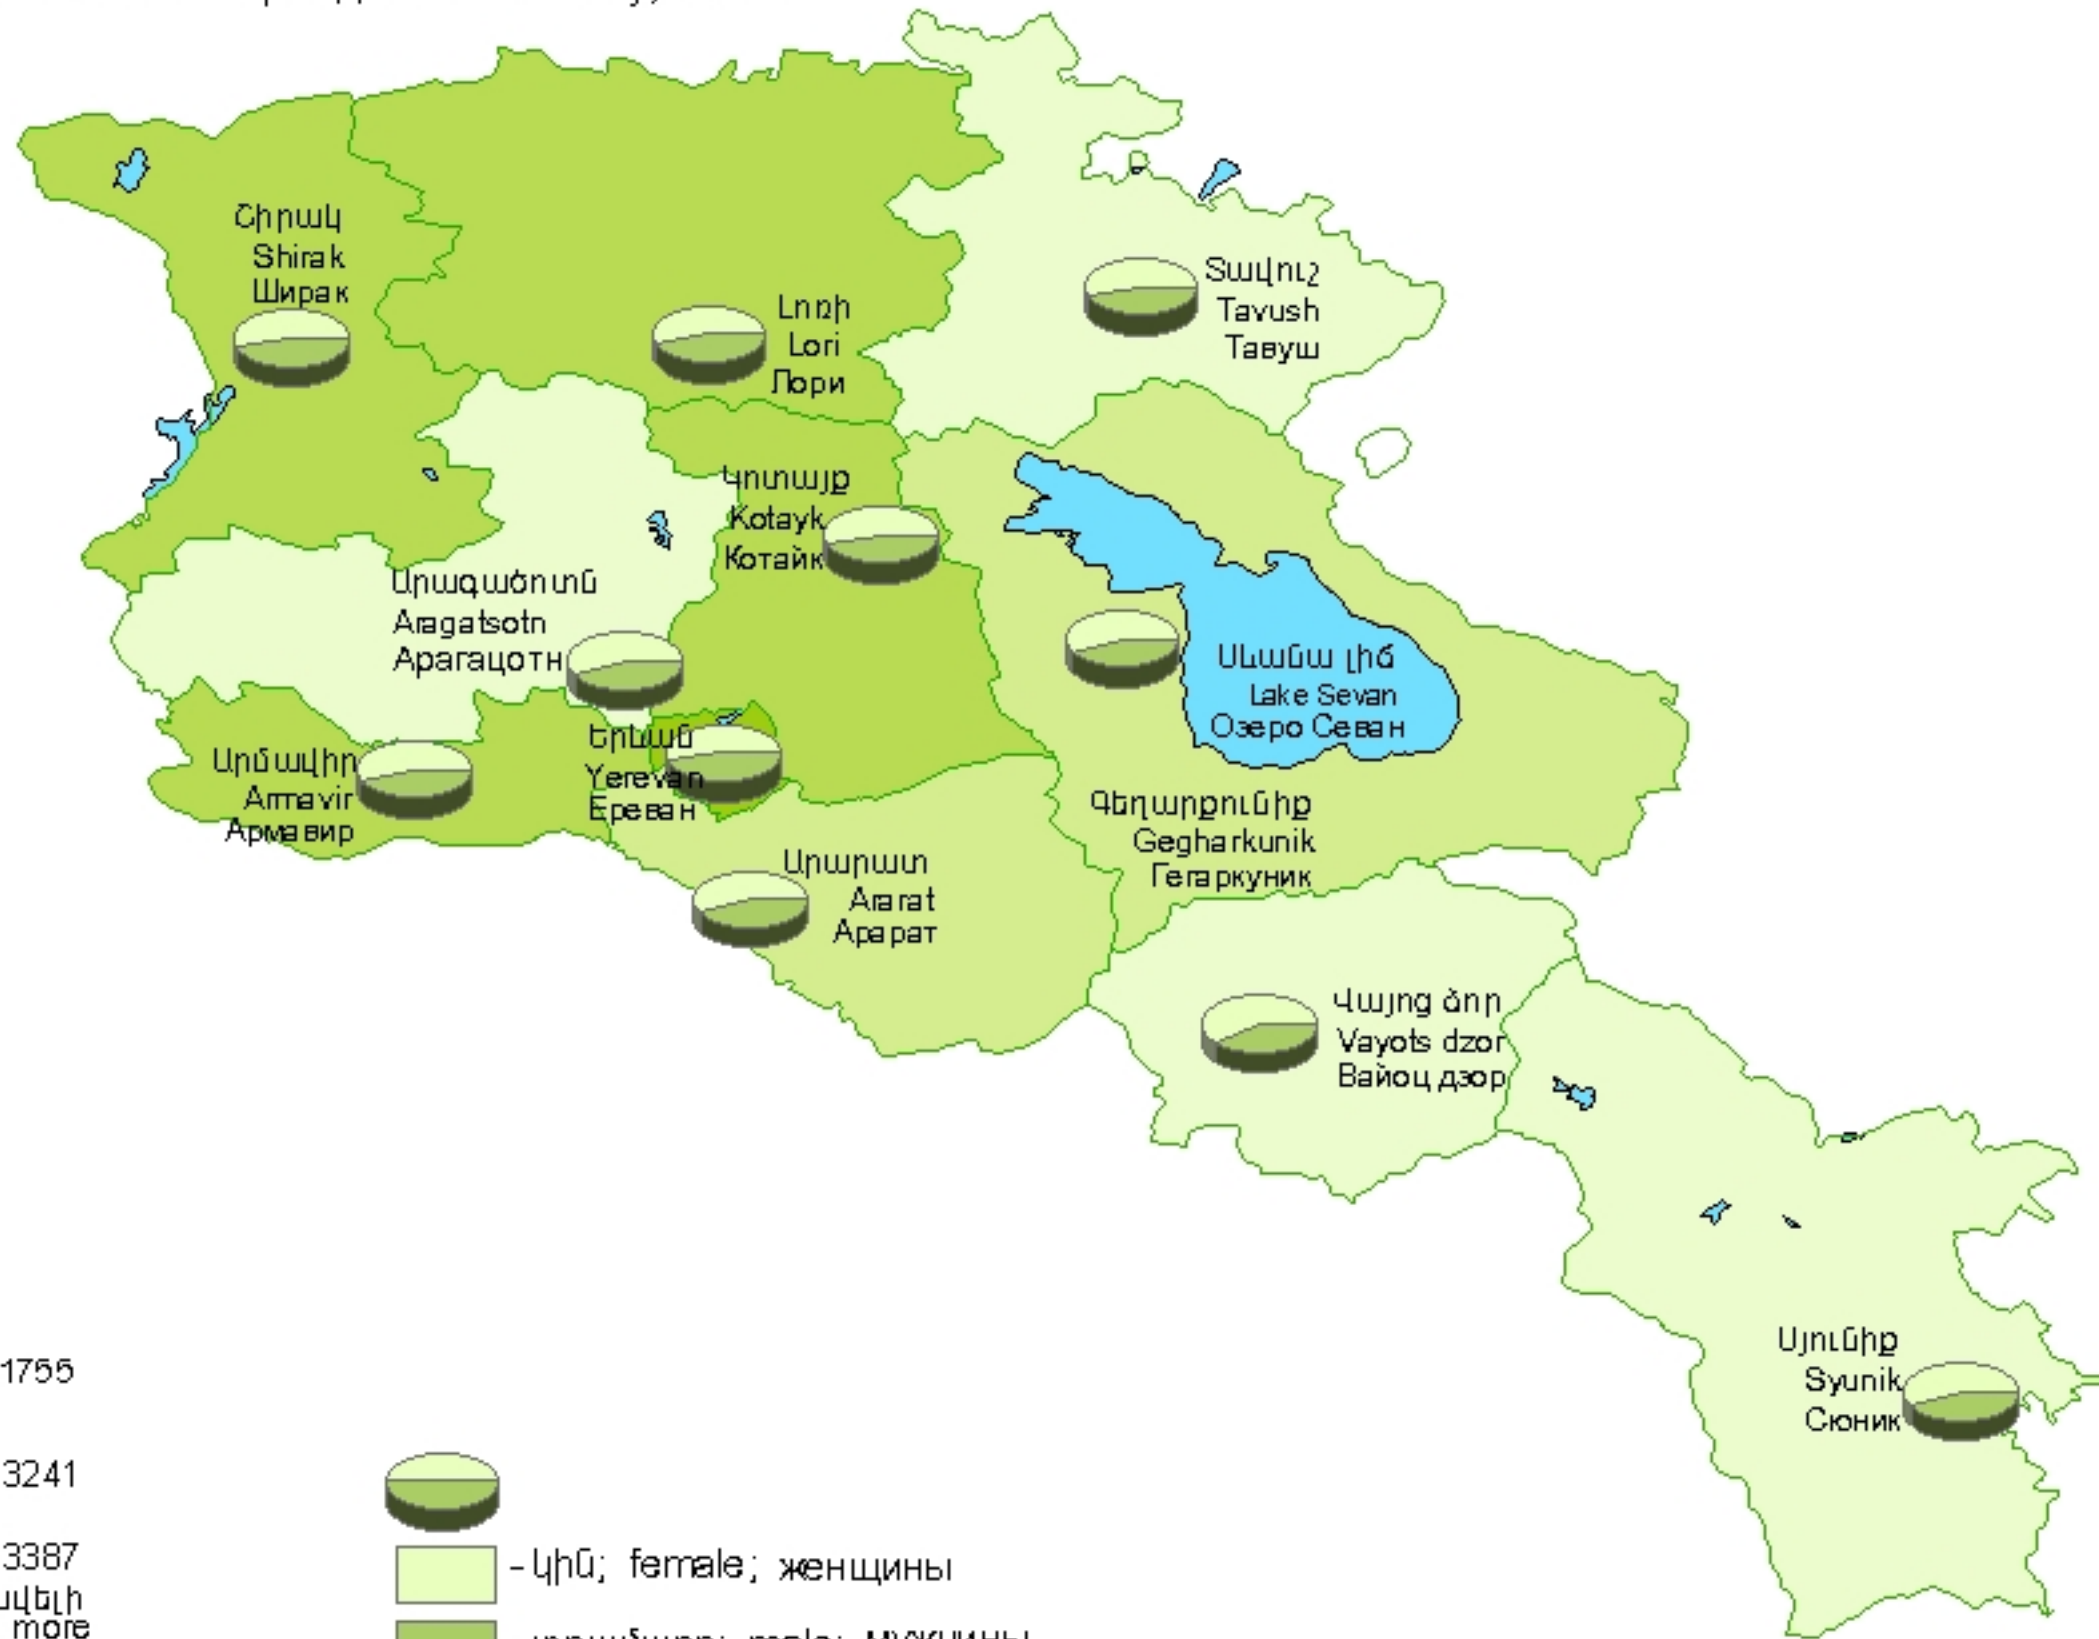 Շիրակ
Shirak
Ширак
Լոռի
Lori
Лори
Տավուշ
Tavush
Тавуш
Կոտայք
Kotayk
Котайк
Արագածոտն
Aragatsotn
Арагацотн
Սևանա լիճ
Lake Sevan
Озеро Севан
Երևան
Yerevan
Ереван
Արմավիր
Armavir
Армавир
Գեղարքունիք
Gegharkunik
Гегаркуник
Արարատ
Ararat
Арарат
Վայոց ձոր
Vayots dzor
Вайоц дзор
Սյունիք
Syunik
Сюник
1755
3241
3387
more
- կին; female; женщины